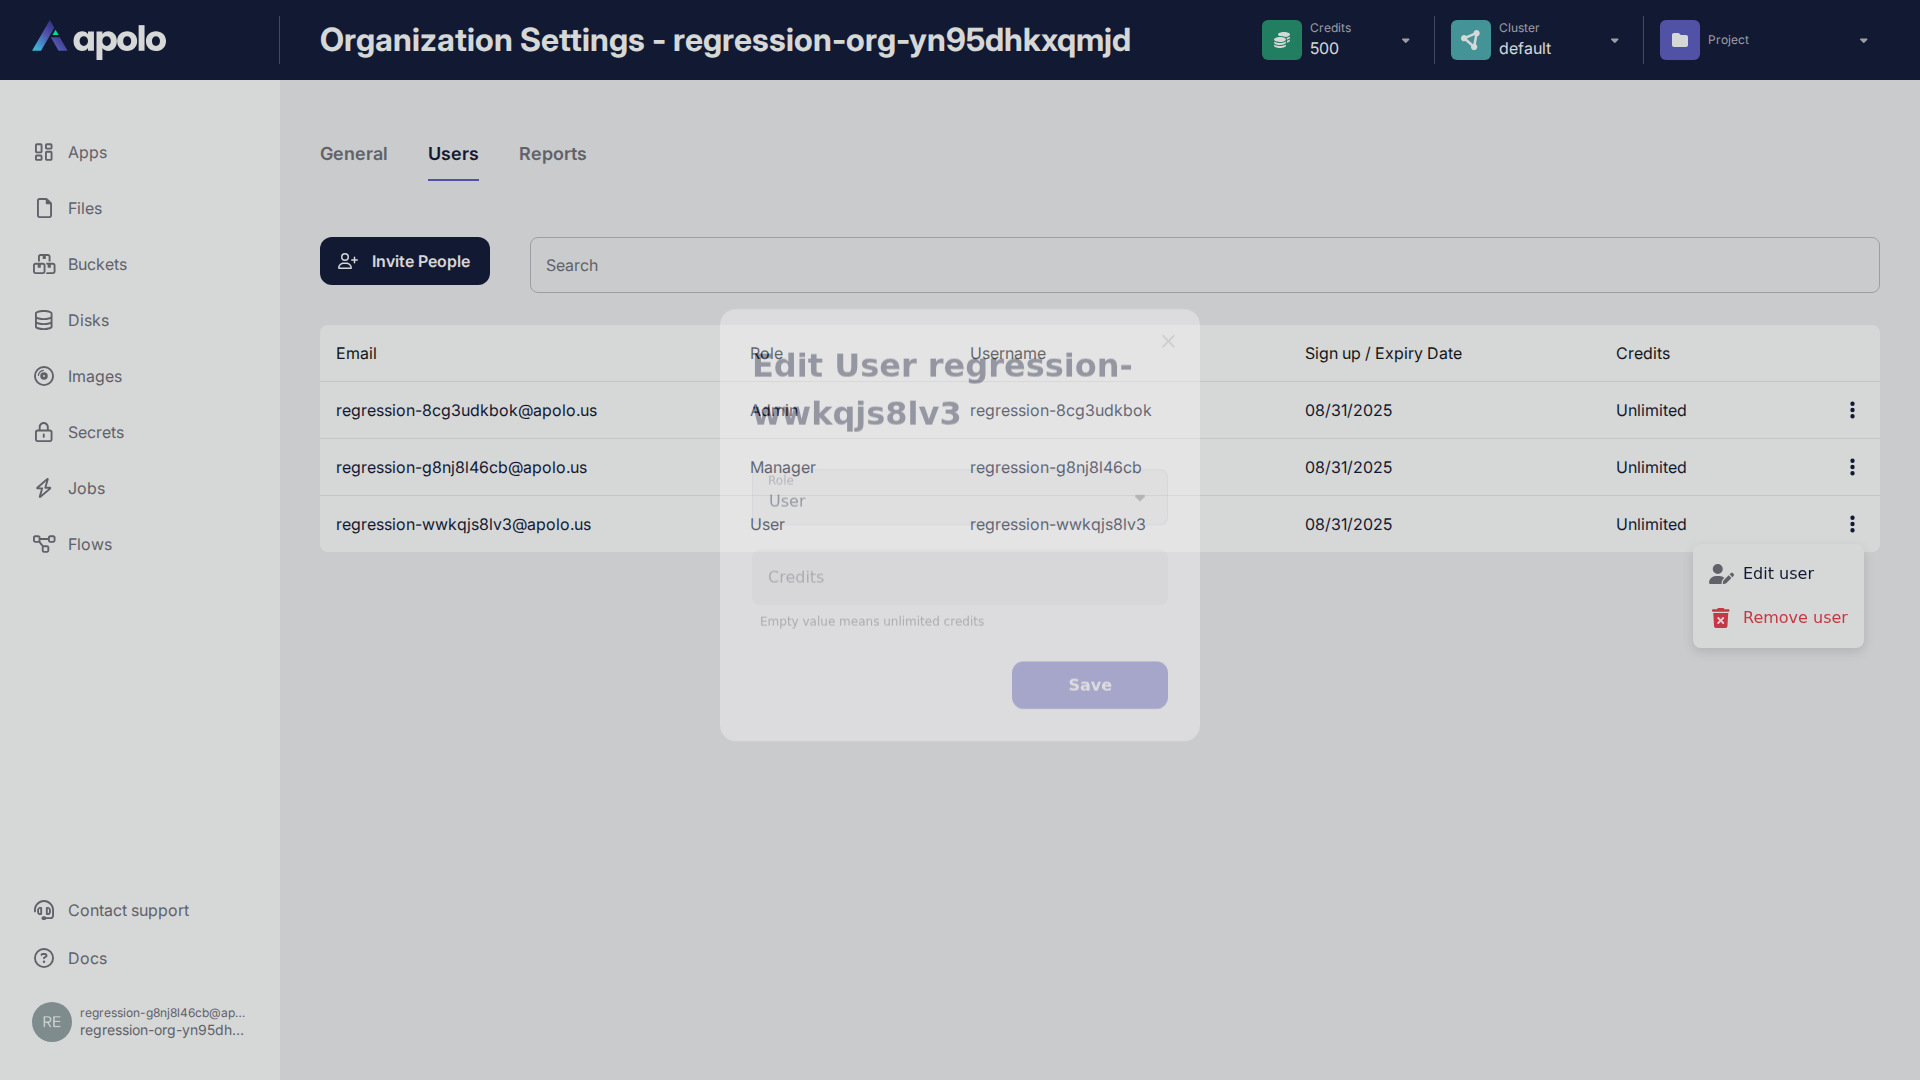 apolo
Organization Settings - regression-org-yn95dhkxqmjd
Credits
500
Cluster
default
Project
Apps
Files
Buckets
Disks
Images
Secrets
Jobs
Flows
Contact support
Docs
RE
regression-g8nj8l46cb@ap...
regression-org-yn95dh...
General Users Reports
Invite People
Search
Email Role Username Sign up / Expiry Date Credits
regression-8cg3udkbok@apolo.us Admin regression-8cg3udkbok 08/31/2025 Unlimited
regression-g8nj8l46cb@apolo.us Manager regression-g8nj8l46cb 08/31/2025 Unlimited
regression-wwkqjs8lv3@apolo.us User regression-wwkqjs8lv3 08/31/2025 Unlimited
Edit User regression-
wwkqjs8lv3
Role
User
Credits
Empty value means unlimited credits
Save
Edit user
Remove user